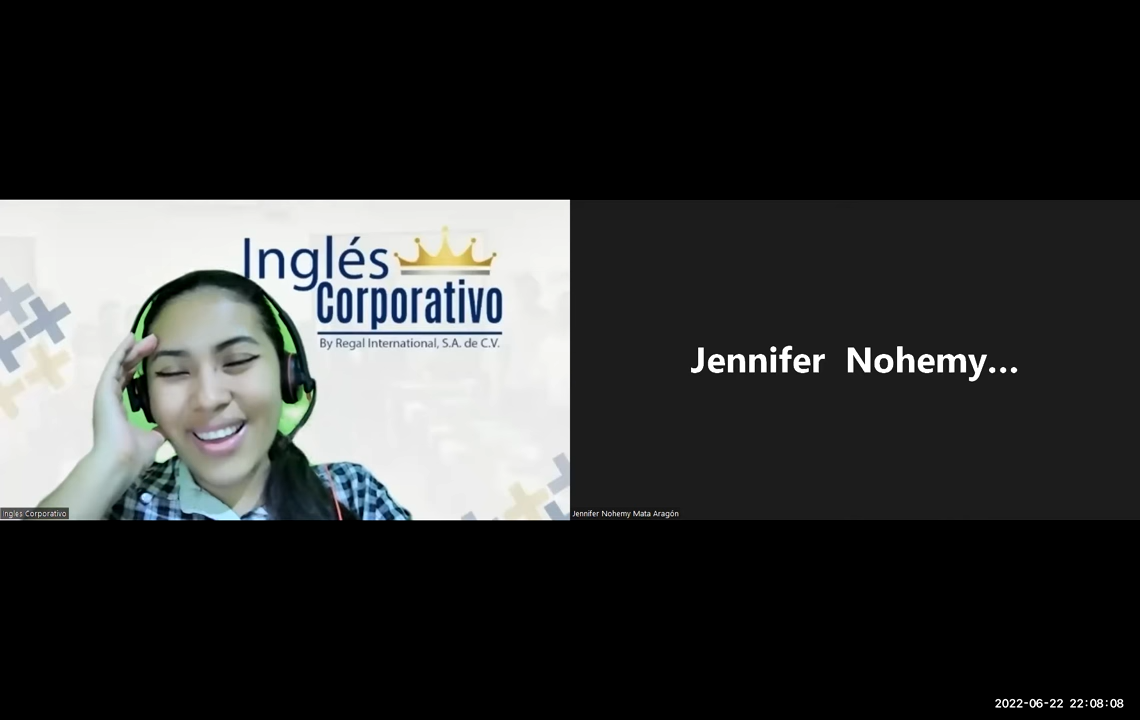 Inglés
Corporativo
By Regal International, S.A. de C.V.
Jennifer Nohemy...
Ingles Corporativo
Jennifer Nohemy Mata Aragón
2022-06-22 22:08:08